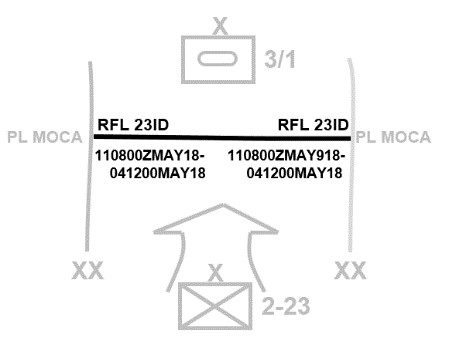 X
3/1
RFL 23ID RFL 23ID
PL MOCA PL MOCA
110800ZMAY18- 110800ZMAY918-
041200MAY18 041200MAY18
XX X XX
2-23